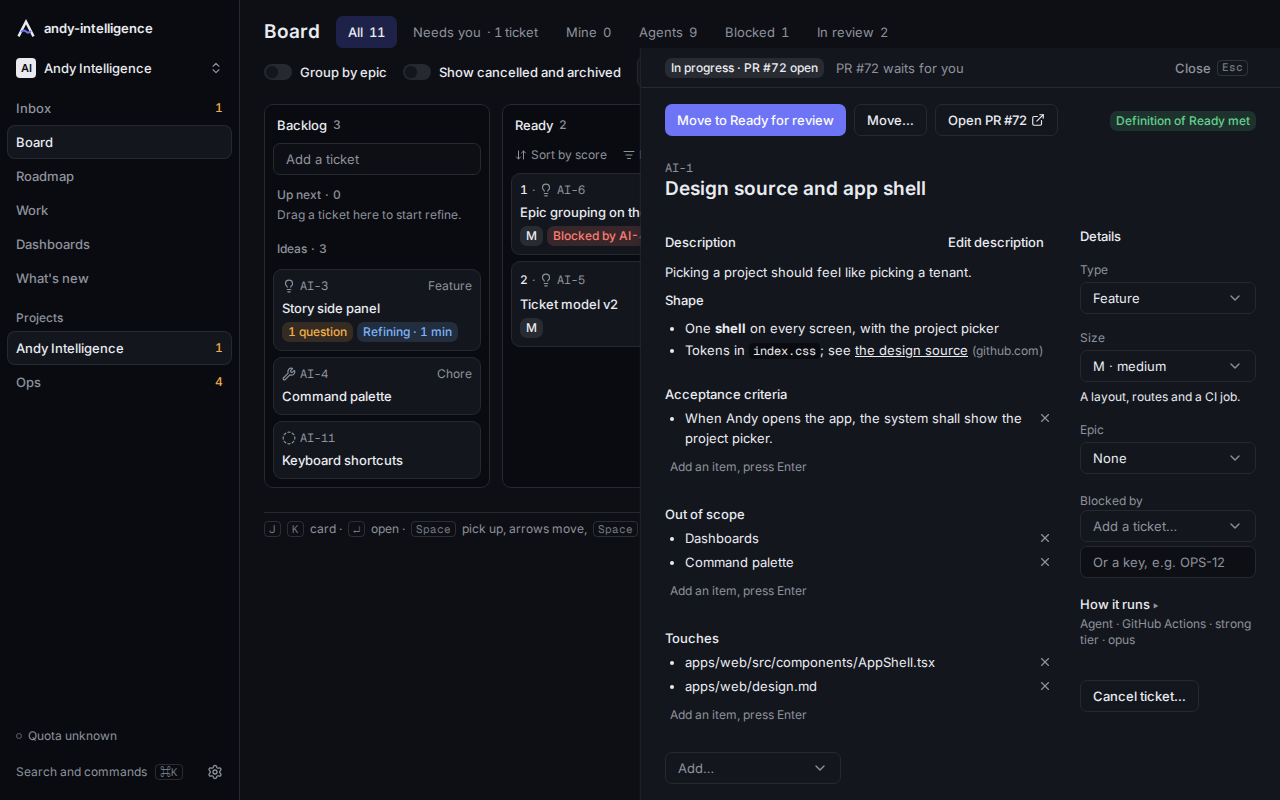 andy-intelligence
AI Andy Intelligence
Inbox 1
Board
Roadmap
Work
Dashboards
What's new
Projects
Andy Intelligence 1
Ops 4
Quota unknown
Search and commands ⌘K
Board All 11 Needs you · 1 ticket Mine 0 Agents 9 Blocked 1 In review 2
Group by epic Show cancelled and archived
Backlog 3
Add a ticket
Up next · 0
Drag a ticket here to start refine.
Ideas · 3
AI-3 Feature
Story side panel
1 question Refining · 1 min
AI-4 Chore
Command palette
AI-11
Keyboard shortcuts
Ready 2
Sort by score
1 · AI-6
Epic grouping on th
M Blocked by AI-
2 · AI-5
Ticket model v2
M
J K card · ↵ open · Space pick up, arrows move, Space
In progress · PR #72 open PR #72 waits for you Close Esc
Move to Ready for review Move... Open PR #72 Definition of Ready met
AI-1
Design source and app shell
Description Edit description
Picking a project should feel like picking a tenant.
Shape
• One shell on every screen, with the project picker
• Tokens in index.css; see the design source (github.com)
Acceptance criteria
• When Andy opens the app, the system shall show the
project picker.
Add an item, press Enter
Out of scope
• Dashboards
• Command palette
Add an item, press Enter
Touches
• apps/web/src/components/AppShell.tsx
• apps/web/design.md
Add an item, press Enter
Add...
Details
Type
Feature
Size
M · medium
A layout, routes and a CI job.
Epic
None
Blocked by
Add a ticket...
Or a key, e.g. OPS-12
How it runs ▸
Agent · GitHub Actions · strong
tier · opus
Cancel ticket...